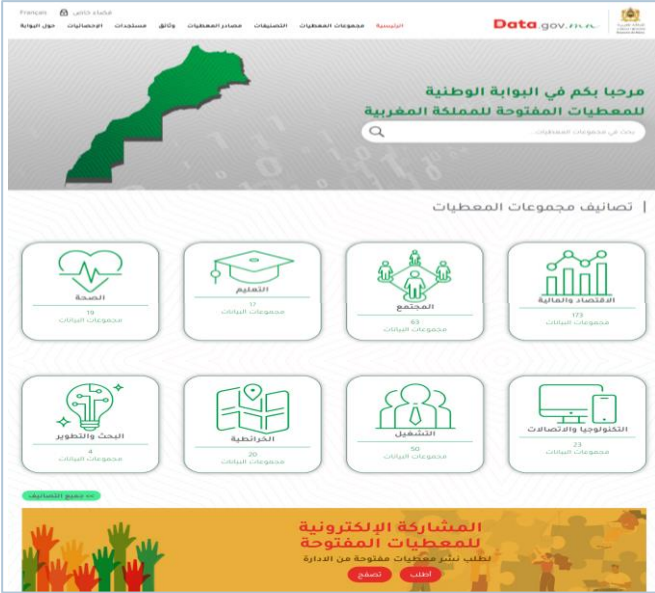 Français
فضاء خاص
الرئيسية مجموعات المعطيات التصنيفات مصادر المعطيات وثائق مستجدات الإحصائيات حول البوابة
Data.gov.ma
مرحبا بكم في البوابة الوطنية
للمعطيات المفتوحة للمملكة المغربية
بحث في مجموعات المعطيات
تصانيف مجموعات المعطيات
الاقتصاد والمالية
173
مجموعات البيانات
المجتمع
63
مجموعات البيانات
التعليم
17
مجموعات البيانات
الصحة
19
مجموعات البيانات
التكنولوجيا والاتصالات
23
مجموعات البيانات
التشغيل
50
مجموعات البيانات
الخرائطية
20
مجموعات البيانات
البحث والتطوير
4
مجموعات البيانات
>> جميع التصانيف
المشاركة الإلكترونية
للمعطيات المفتوحة
لطلب نشر معطيات مفتوحة من الادارة
أطلب
تصفح